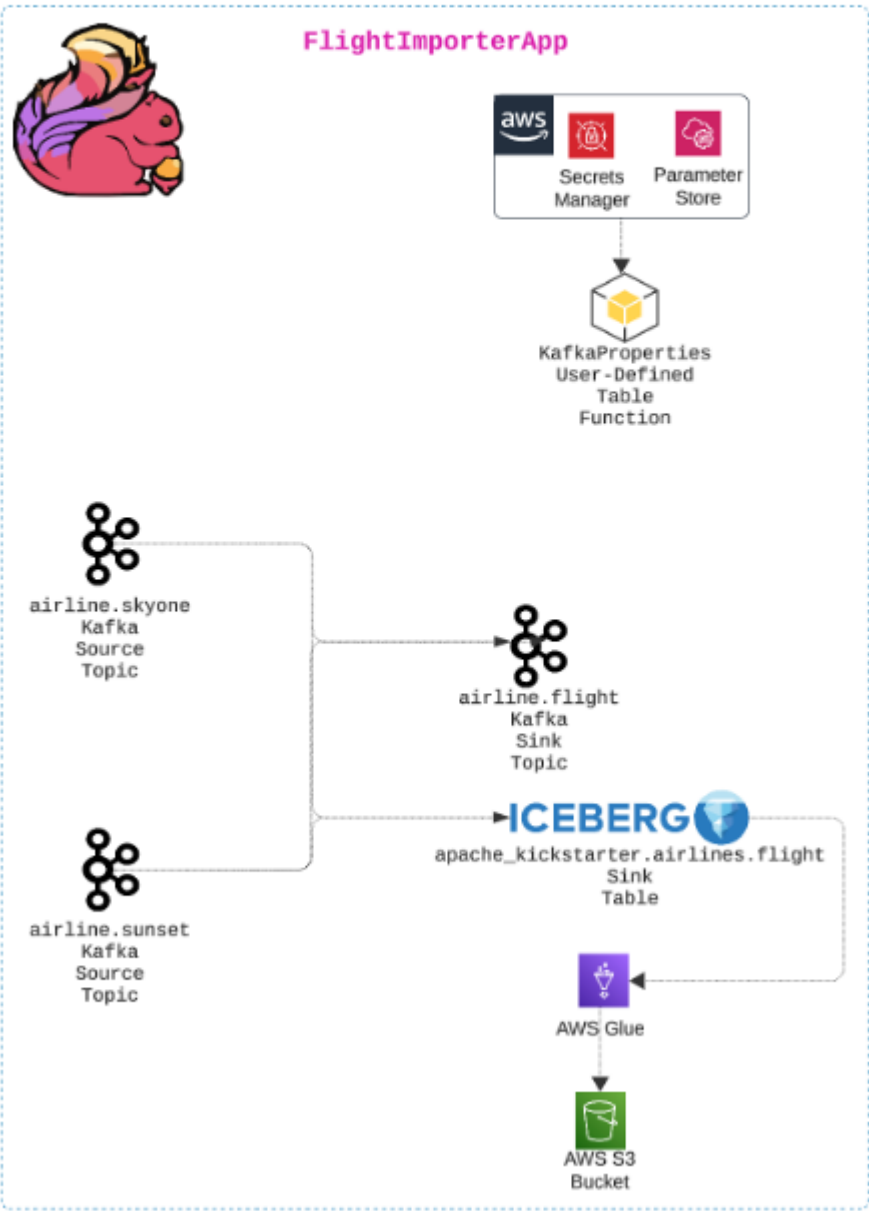 FlightImporterApp
aws
Secrets
Manager
Parameter
Store
KafkaProperties
User-Defined
Table
Function
airline.skyone
Kafka
Source
Topic
airline.flight
Kafka
Sink
Topic
ICEBERG
apache_kickstarter.airlines.flight
Sink
Table
airline.sunset
Kafka
Source
Topic
AWS Glue
AWS S3
Bucket